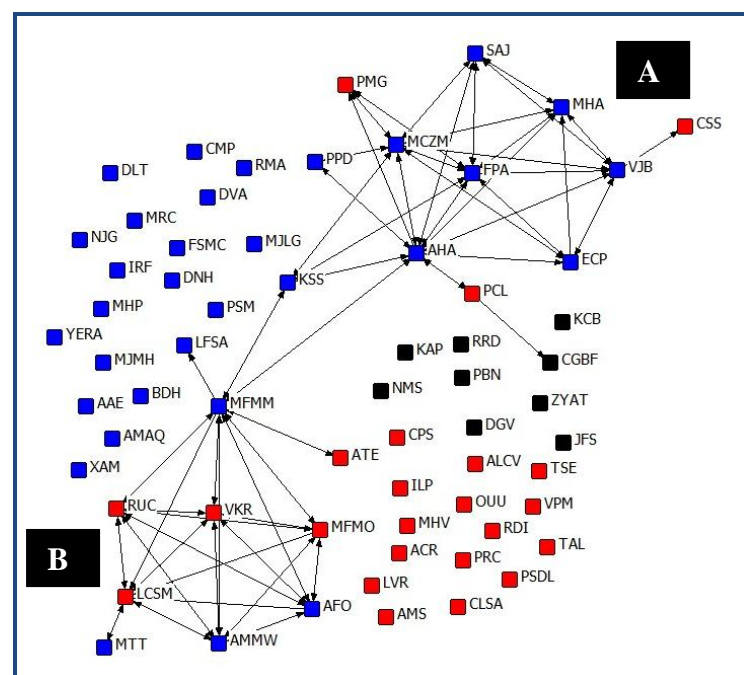 SAJ
A
PMG
MHA
CSS
CMP
MCZM
DLT
RMA
PPD
FPA
VJB
DVA
MRC
NJG
FSMC
MJLG
AHA
ECP
IRF
DNH
KSS
PCL
MHP
PSM
KCB
YERA
LFSA
KAP
RRD
MJMH
CGBF
PBN
NMS
BDH
AAE
MFMM
ZYAT
DGV
AMAQ
CPS
JFS
ATE
XAM
ALCV
TSE
ILP
RUC
VKR
OUU
VPM
MFMO
MHV
RDI
B
ACR
PRC
TAL
LCSM
LVR
PSDL
AFO
AMS
CLSA
MTT
AMMW